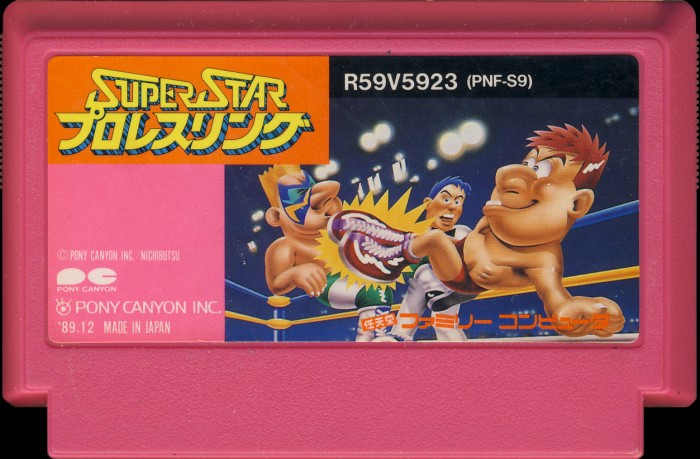 SUPER STAR
プロレスリング
R59V5923 (PNF-S9)
© PONY CANYON INC. / NICHIBUTSU
PC
PONY CANYON
PONY CANYON INC.
'89.12 MADE IN JAPAN
任天堂 ファミリー コンピュータ